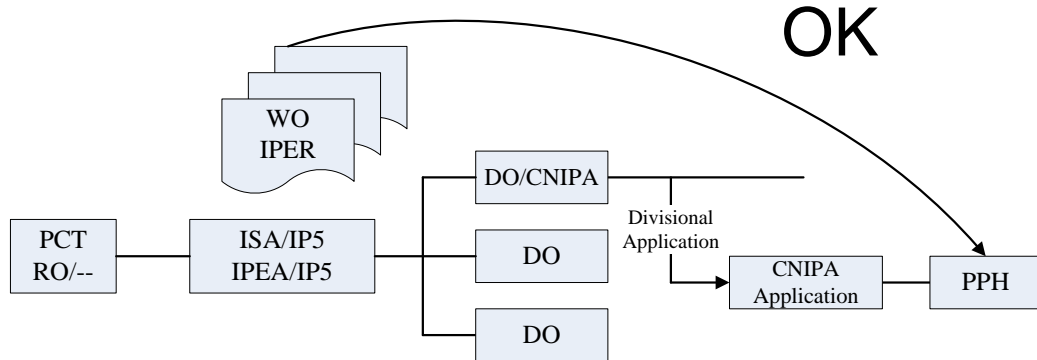 OK
WO
IPER
DO/CNIPA
Divisional
Application
PCT
RO/--
ISA/IP5
IPEA/IP5
DO
CNIPA
Application
PPH
DO